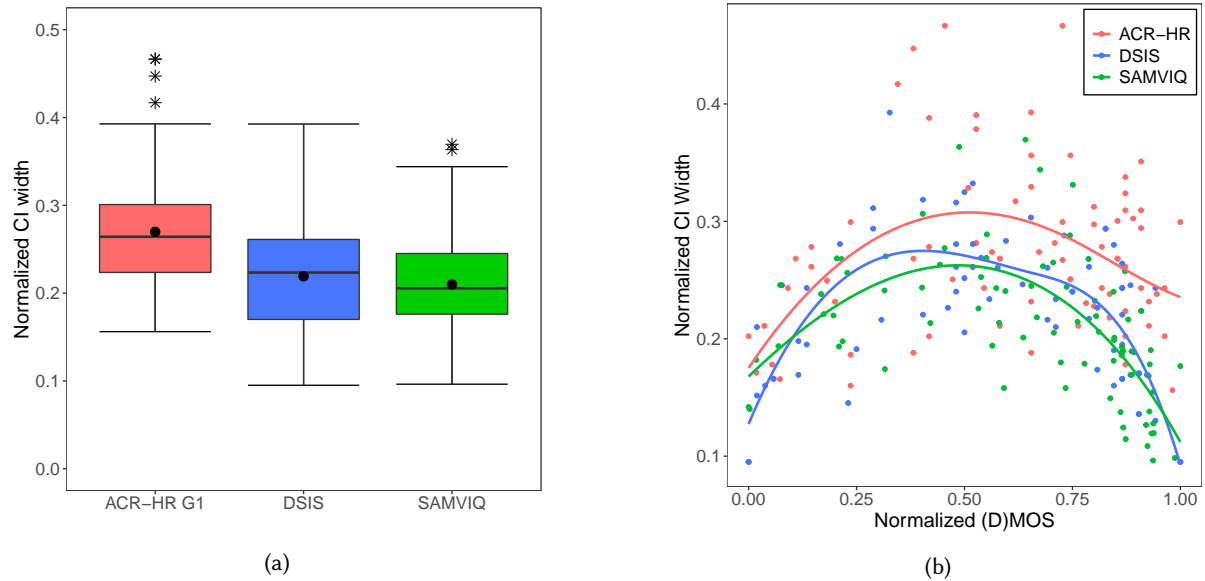 0.5
0.4
0.3
0.2
0.1
0.0
Normalized CI width
ACR−HR G1 DSIS SAMVIQ
(a)
ACR−HR
DSIS
SAMVIQ
0.4
0.3
0.2
0.1
Normalized CI Width
0.00 0.25 0.50 0.75 1.00
Normalized (D)MOS
(b)